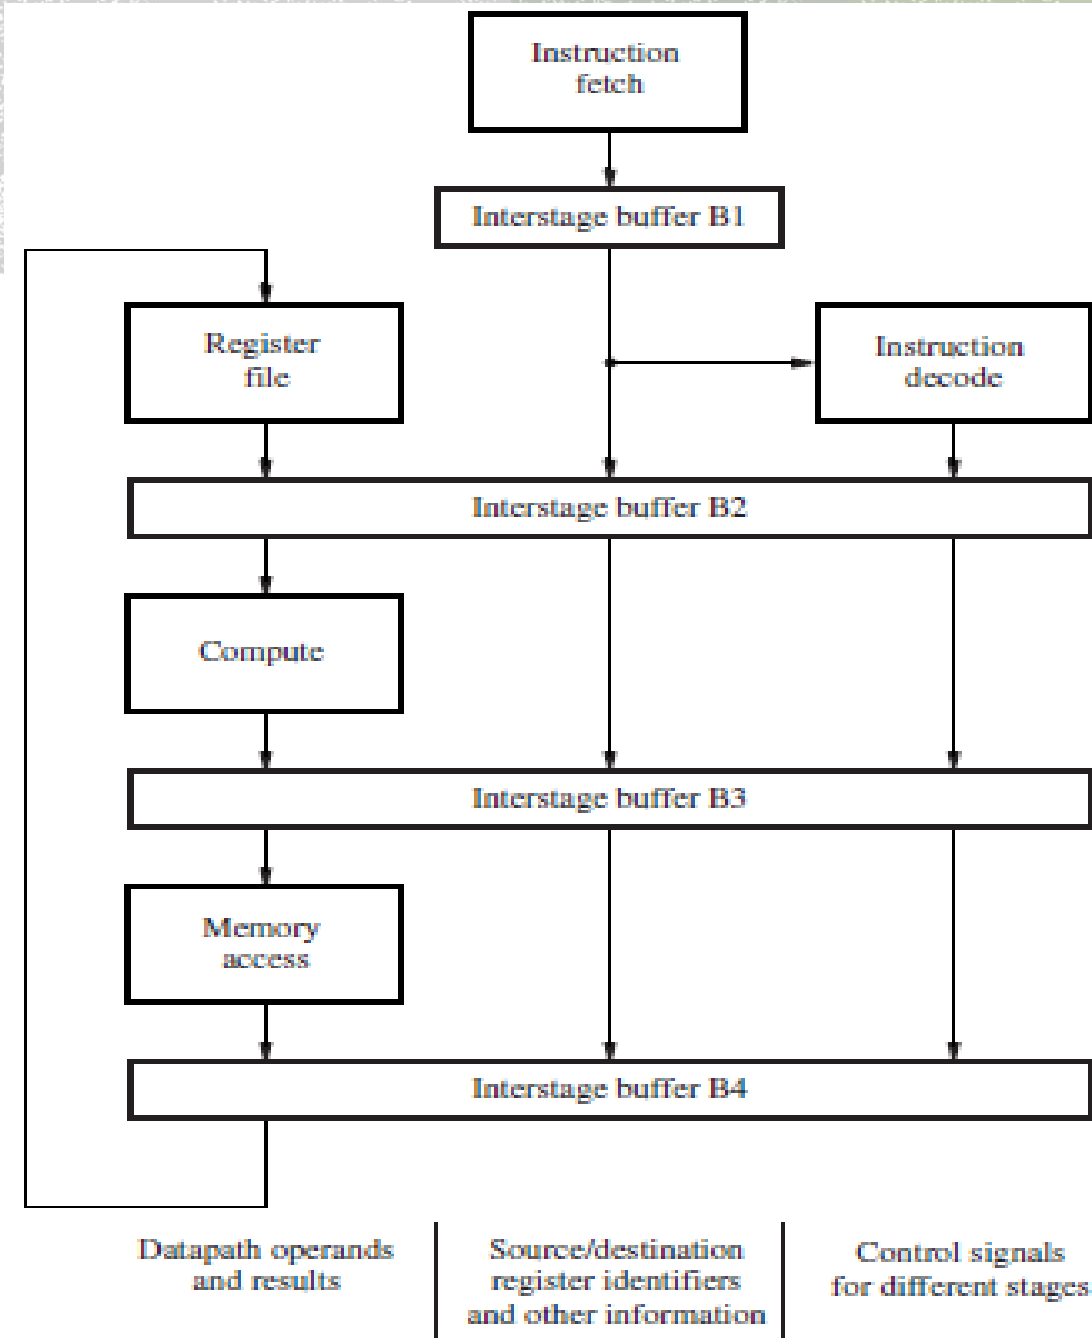 Instruction
fetch
Interstage buffer B1
Register
file
Instruction
decode
Interstage buffer B2
Compute
Interstage buffer B3
Memory
access
Interstage buffer B4
Datapath operands
and results
Source/destination
register identifiers
and other information
Control signals
for different stages